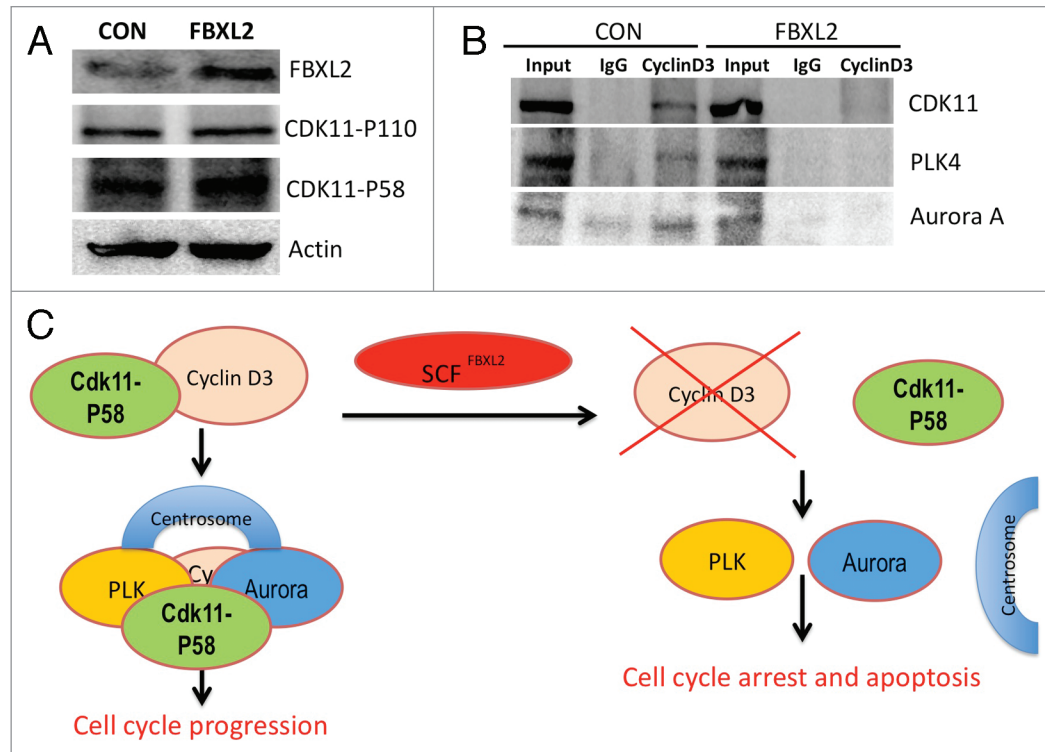 A
CON FBXL2
FBXL2
CDK11-P110
CDK11-P58
Actin
B
CON FBXL2
Input IgG CyclinD3 Input IgG CyclinD3
CDK11
PLK4
Aurora A
C
Cdk11-
P58
Cyclin D3
SCF FBXL2
Cyclin D3
Cdk11-
P58
Centrosome
PLK
Cy
Aurora
Cdk11-
P58
Cell cycle progression
PLK
Aurora
Centrosome
Cell cycle arrest and apoptosis